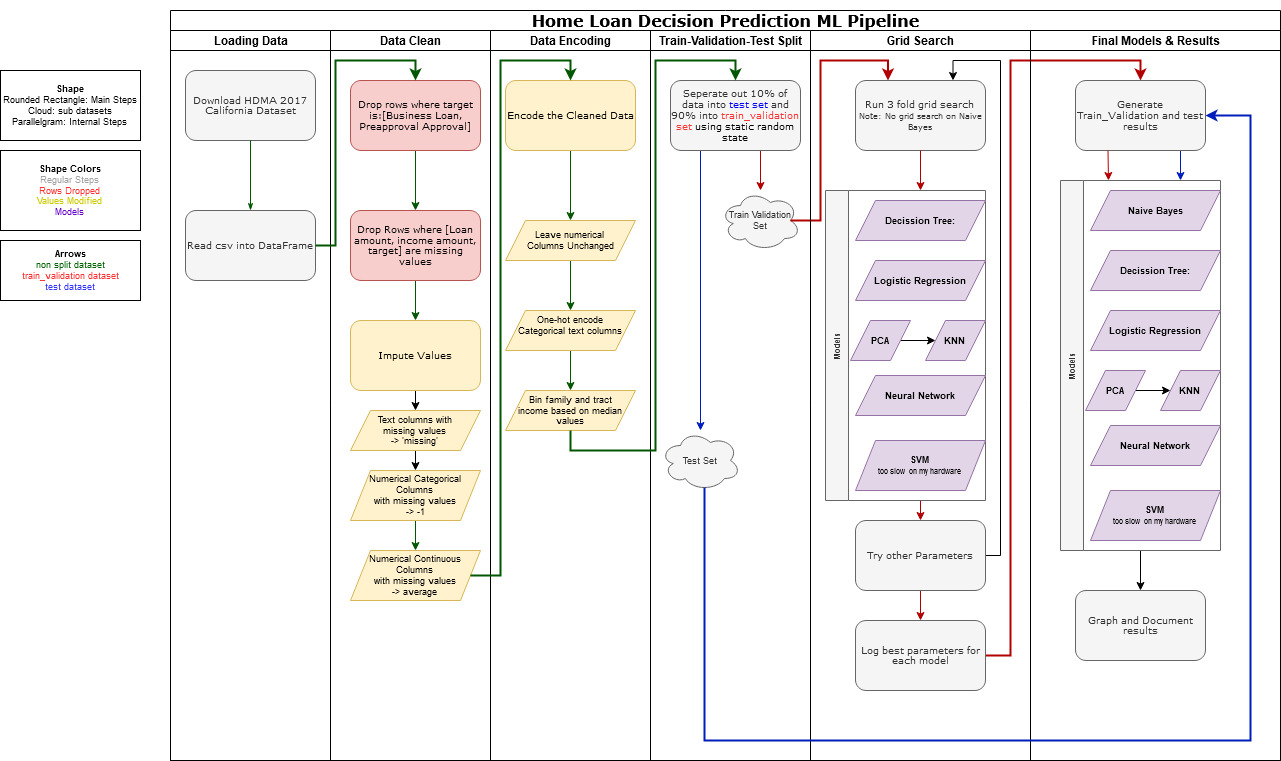 Home Loan Decision Prediction ML Pipeline
Loading Data
Data Clean
Data Encoding
Train-Validation-Test Split
Grid Search
Final Models & Results
Shape
Rounded Rectangle: Main Steps
Cloud: sub datasets
Parallelgram: Internal Steps
Shape Colors
Regular Steps
Rows Dropped
Values Modified
Models
Arrows
non split dataset
train_validation dataset
test dataset
Download HDMA 2017
California Dataset
Read csv into DataFrame
Drop rows where target
is:[Business Loan,
Preapproval Approval]
Drop Rows where [Loan
amount, income amount,
target] are missing
values
Impute Values
Text columns with
missing values
-> 'missing'
Numerical Categorical
Columns
with missing values
-> -1
Numerical Continuous
Columns
with missing values
-> average
Encode the Cleaned Data
Leave numerical
Columns Unchanged
One-hot encode
Categorical text columns
Bin family and tract
income based on median
values
Seperate out 10% of
data into test set and
90% into train_validation
set using static random
state
Train Validation
Set
Test Set
Run 3 fold grid search
Note: No grid search on Naive
Bayes
Models
Decission Tree:
Logistic Regression
PCA
KNN
Neural Network
SVM
too slow on my hardware
Try other Parameters
Log best parameters for
each model
Generate
Train_Validation and test
results
Models
Naive Bayes
Decission Tree:
Logistic Regression
PCA
KNN
Neural Network
SVM
too slow on my hardware
Graph and Document
results